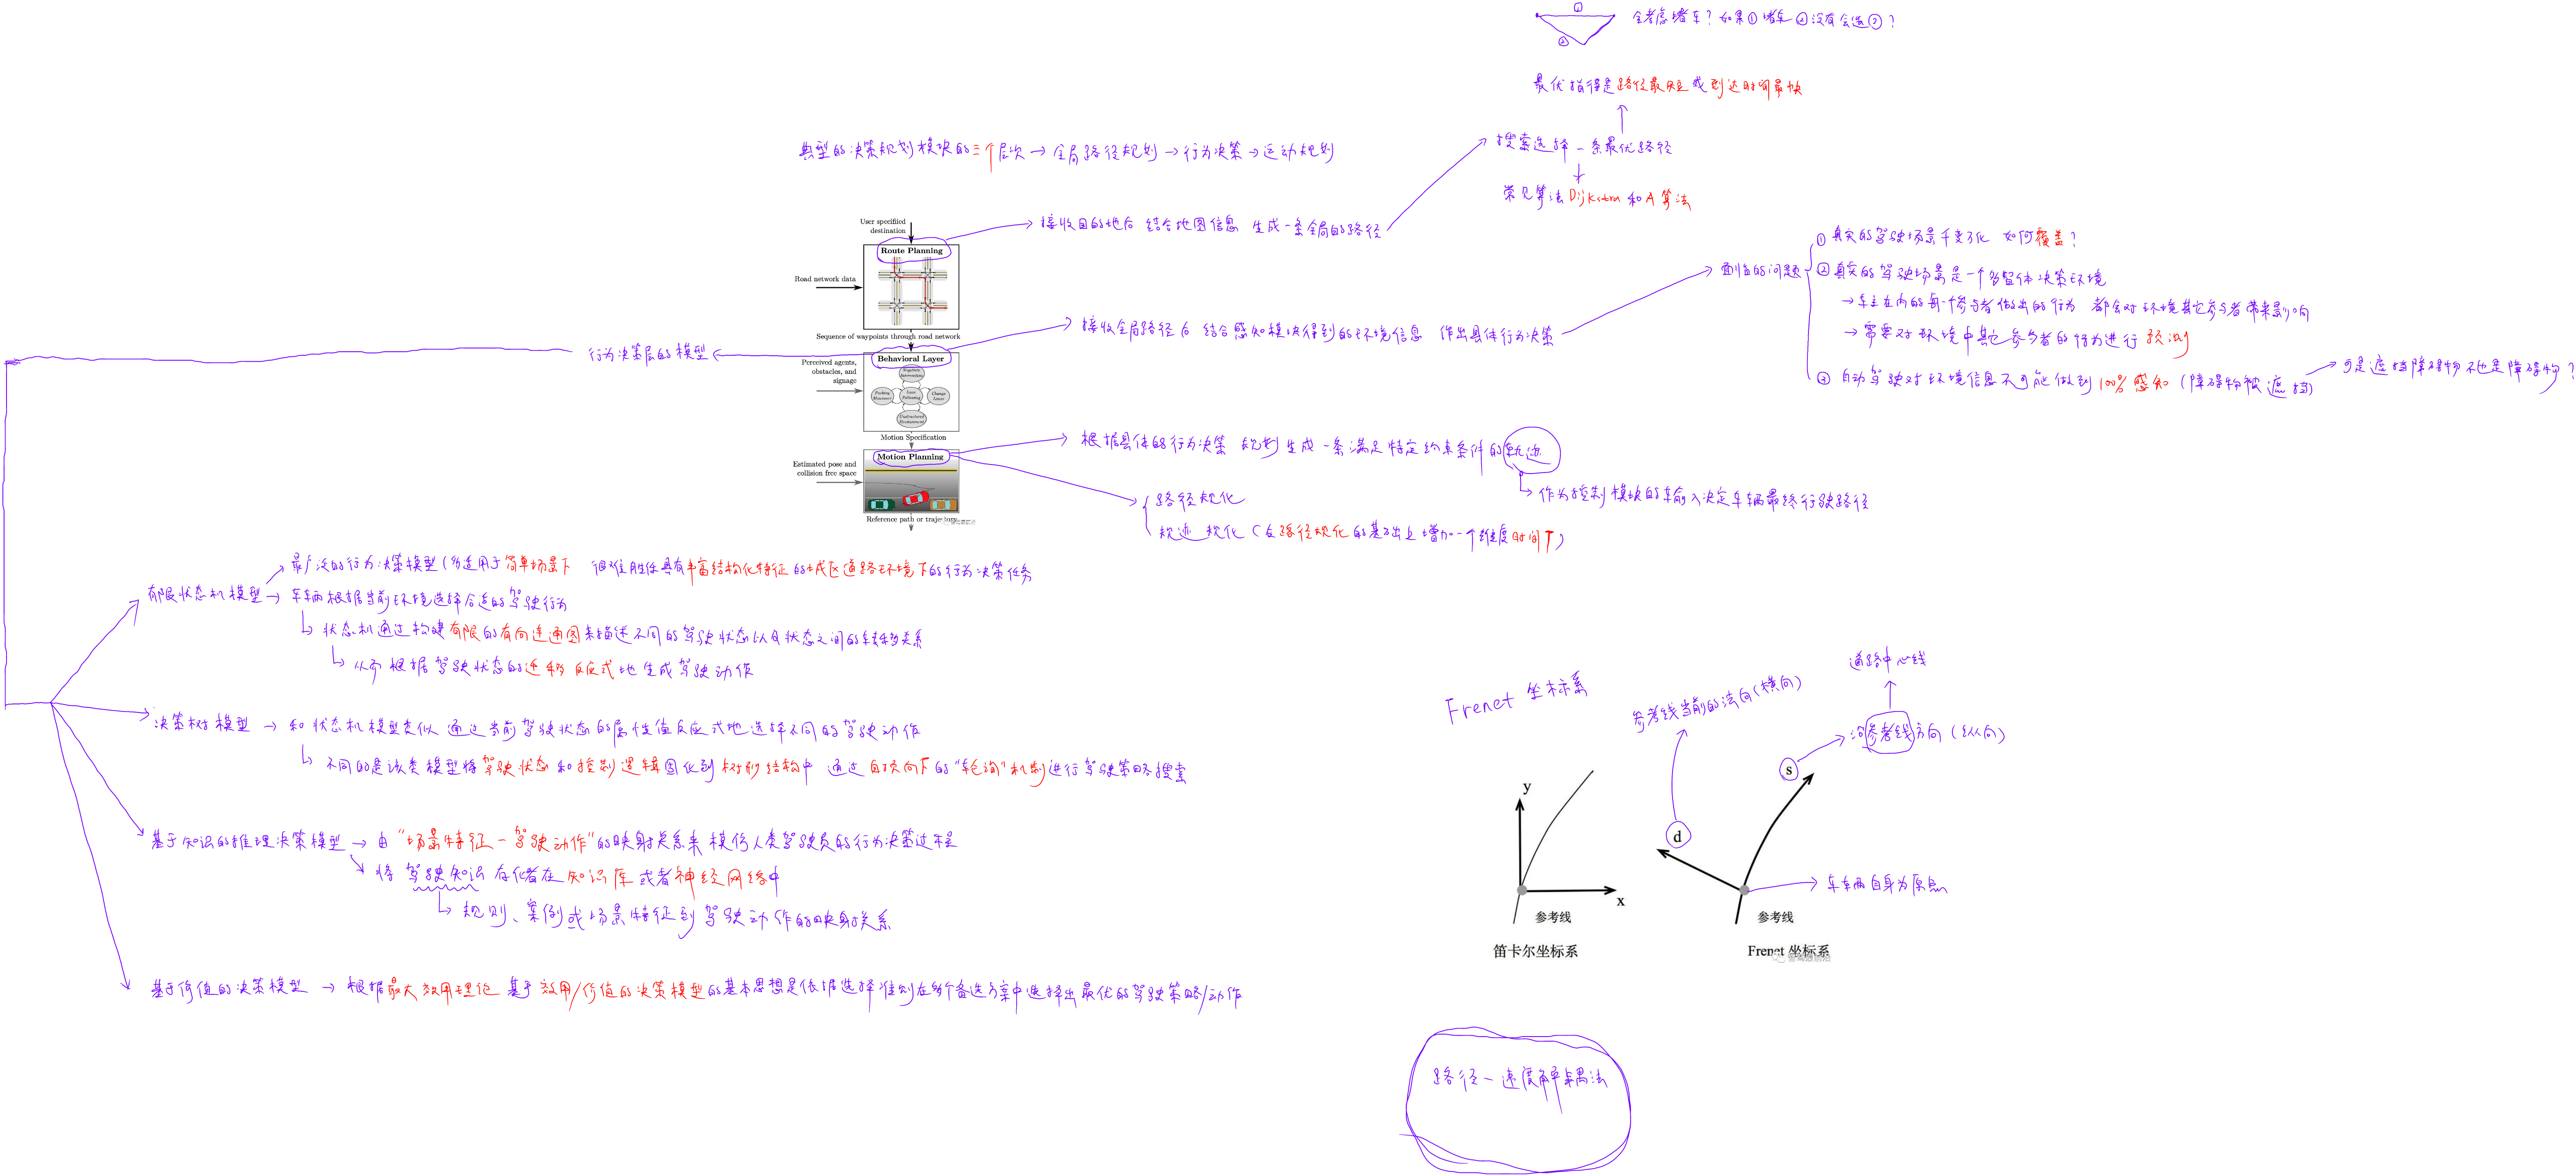 ① 会考虑堵车？如果①堵车②没有会选②？
②
最优指得是路径最短或到达时间最快
典型的决策规划模块的三个层次→全局路径规划→行为决策→运动规划
搜索选择一条最优路径
常见算法Dijkstra和A算法
User specified
destination
接收目的地后 结合地图信息 生成一条全局的路径
Route Planning
Road network data
Sequence of waypoints through road network
面临的问题
① 真实的驾驶场景千变万化 如何覆盖？
② 真实的驾驶场景是一个多智体决策环境
→车主在内的每一个参与者做出的行为 都会对环境其它参与者带来影响
→需要对环境中其它参与者的行为进行 预测
③ 自动驾驶对环境信息不可能做到100%感知（障碍物被遮挡）
可是遮挡障碍物不也是障碍物？
接收全局路径后 结合感知模块得到的环境信息 作出具体行为决策
行为决策层的模型
Perceived agents,
obstacles, and
signage
Behavioral Layer
Negotiate
Intersection
Parking
Maneuver
Lane
Following
Change
Lanes
Unstructured
Environment
Motion Specification
根据具体的行为决策 规划生成一条满足特定约束条件的轨迹
作为控制模块的输入决定车辆最终行驶路径
Motion Planning
Estimated pose and
collision free space
Reference path or trajectory
路径规化
轨迹规化（在路径规化的基础上增加一个维度时间T）
有限状态机模型
最广泛的行为决策模型（多适用于简单场景下 很难胜任具有丰富结构化特征的城区道路环境下的行为决策任务
→车辆根据当前环境选择合适的驾驶行为
状态机通过构建有限的有向连通图来描述不同的驾驶状态以及状态之间的转移关系
从而根据驾驶状态的迁移反应式地生成驾驶动作
决策树模型 → 和状态机模型类似 通过当前驾驶状态的属性值反应式地选择不同的驾驶动作
不同的是该类模型将驾驶状态和控制逻辑固化到树形结构中 通过自顶向下的“轮询”机制进行驾驶策略搜索
基于知识的推理决策模型 → 由“场景特征－驾驶动作”的映射关系来模仿人类驾驶员的行为决策过程
将驾驶知识存储在知识库或者神经网络中
规则、案例或场景特征到驾驶动作的映射关系
基于价值的决策模型 → 根据最大效用理论 基于效用/价值的决策模型的基本思想是依据选择准则在多个备选方案中选择出最优的驾驶策略/动作
Frenet 坐标系
参考线当前的法向(横向)
道路中心线
沿参考线方向（纵向）
s
d
y
x
参考线
笛卡尔坐标系
车辆自身为原点
参考线
Frenet 坐标系
路径－速度解耦法